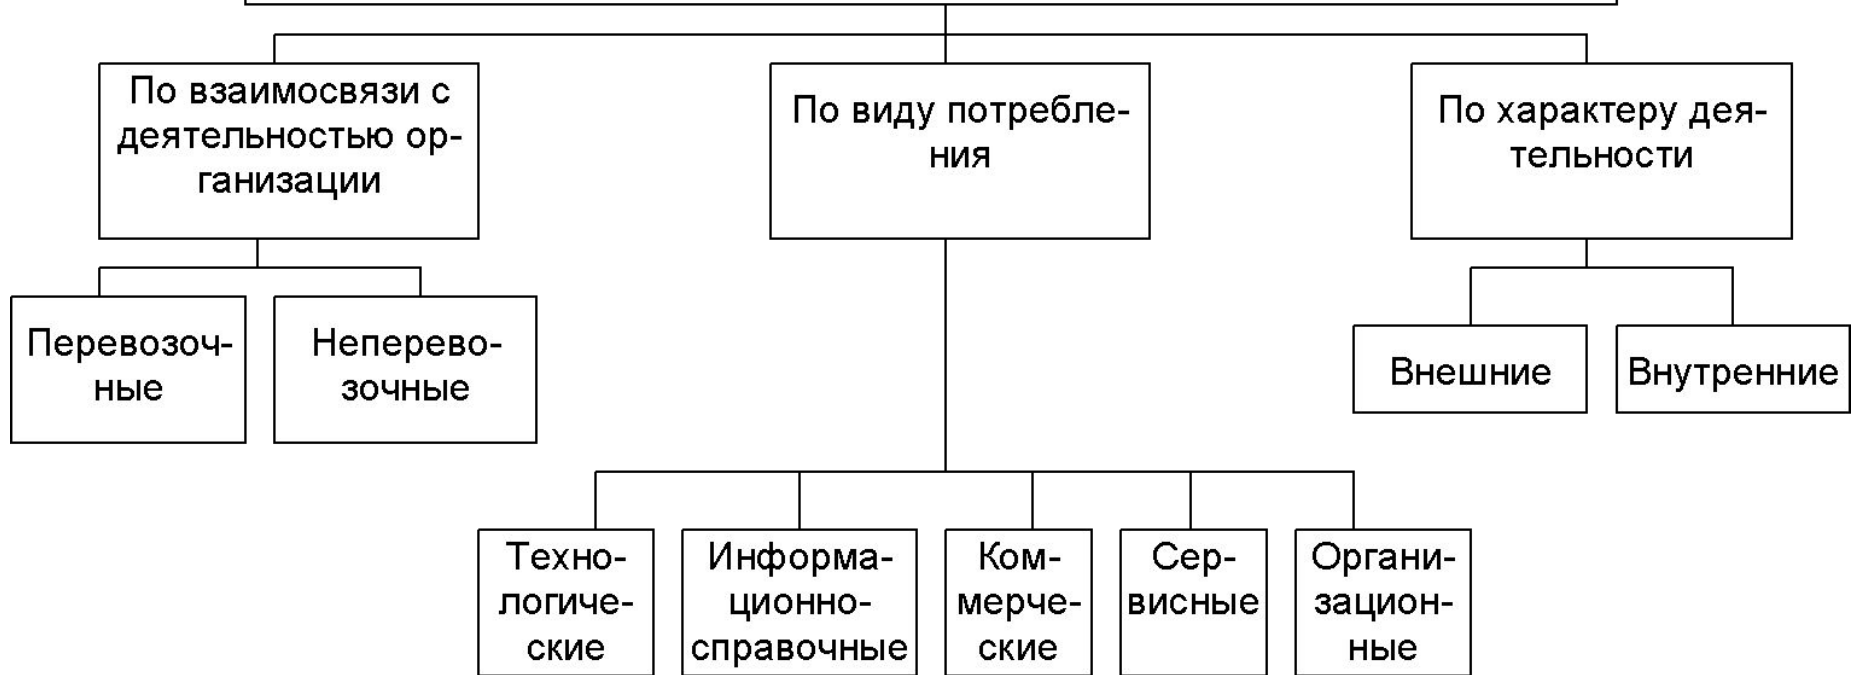 По взаимосвязи с
деятельностью ор-
ганизации
По виду потребле-
ния
По характеру дея-
тельности
Перевозоч-
ные
Неперево-
зочные
Внешние
Внутренние
Техно-
логиче-
ские
Информа-
ционно-
справочные
Ком-
мерче-
ские
Сер-
висные
Органи-
зацион-
ные